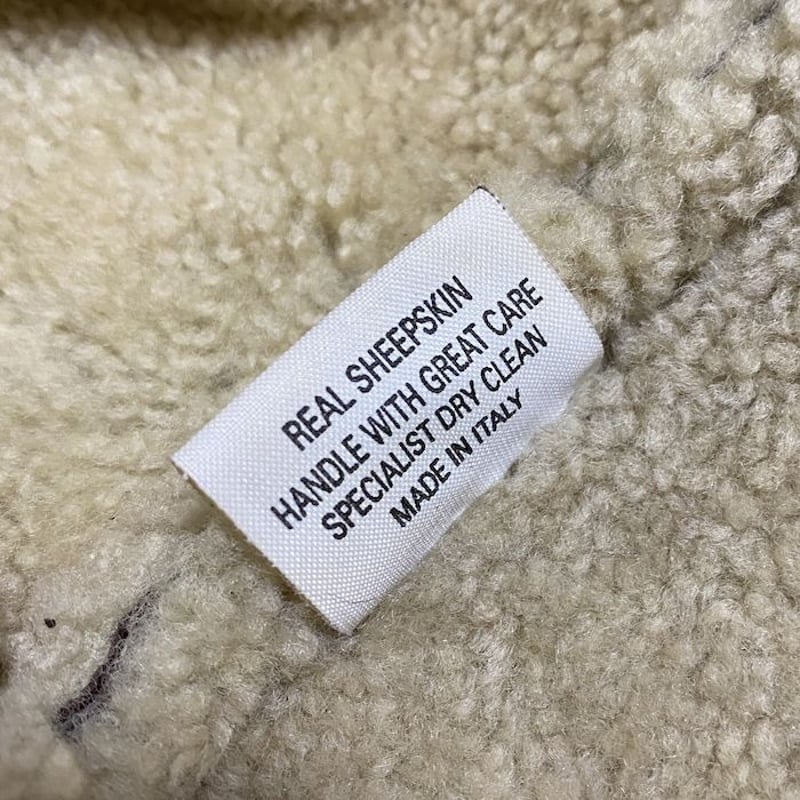 REAL SHEEPSKIN
HANDLE WITH GREAT CARE
SPECIALIST DRY CLEAN
MADE IN ITALY